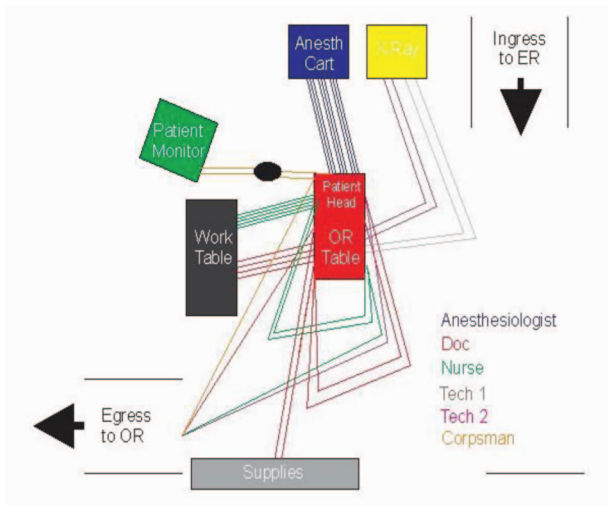 Anesth
Cart
X-Ray
Ingress
to ER
Patient
Monitor
Patient
Head
OR
Table
Work
Table
Anesthesiologist
Doc
Nurse
Tech 1
Tech 2
Corpsman
Egress
to OR
Supplies